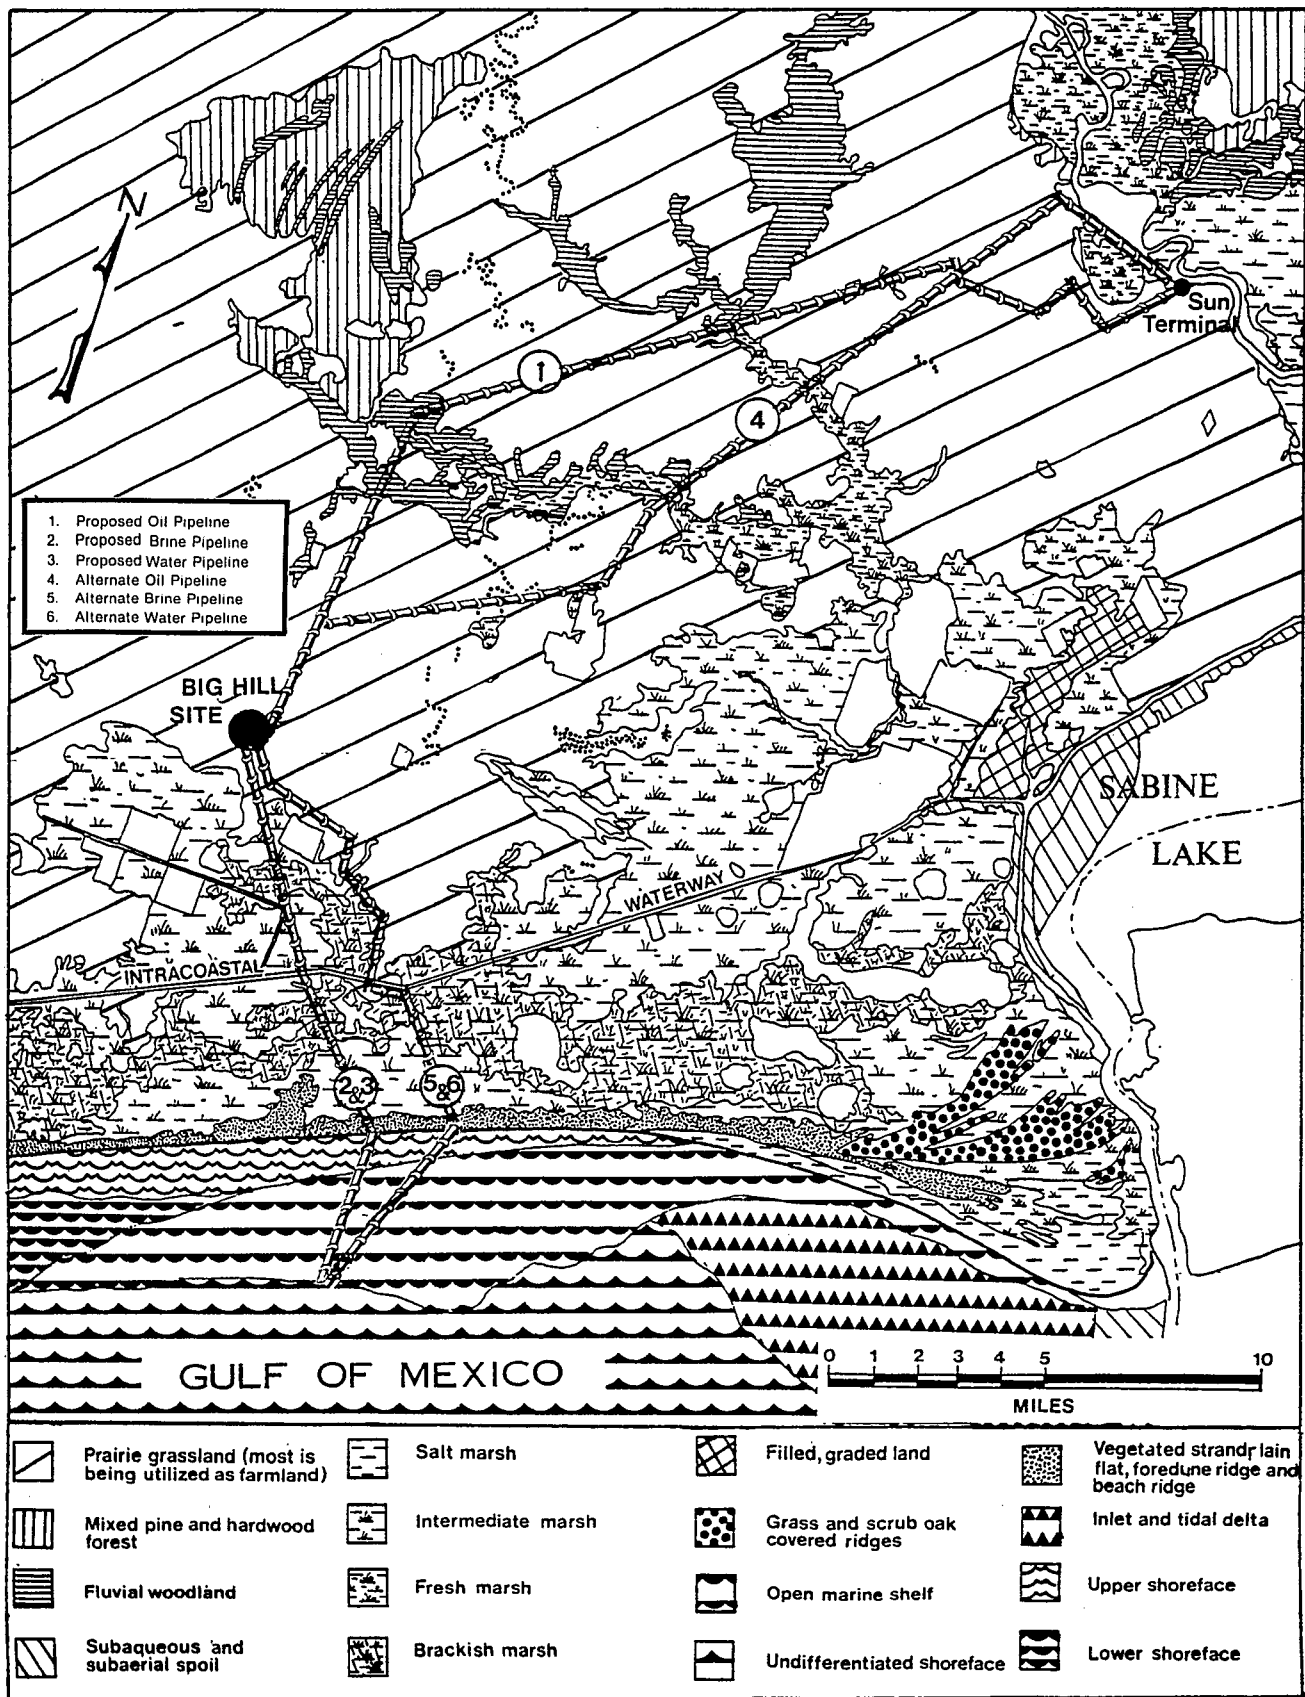 N
Sun
Terminal
1
4
1. Proposed Oil Pipeline
2. Proposed Brine Pipeline
3. Proposed Water Pipeline
4. Alternate Oil Pipeline
5. Alternate Brine Pipeline
6. Alternate Water Pipeline
BIG HILL
SITE
SABINE
LAKE
WATERWAY
INTRACOASTAL
2&3
5&6
GULF OF MEXICO
0 1 2 3 4 5 10
MILES
Prairie grassland (most is
being utilized as farmland)
Mixed pine and hardwood
forest
Fluvial woodland
Subaqueous and
subaerial spoil
Salt marsh
Intermediate marsh
Fresh marsh
Brackish marsh
Filled, graded land
Grass and scrub oak
covered ridges
Open marine shelf
Undifferentiated shoreface
Vegetated strandplain
flat, foredune ridge and
beach ridge
Inlet and tidal delta
Upper shoreface
Lower shoreface